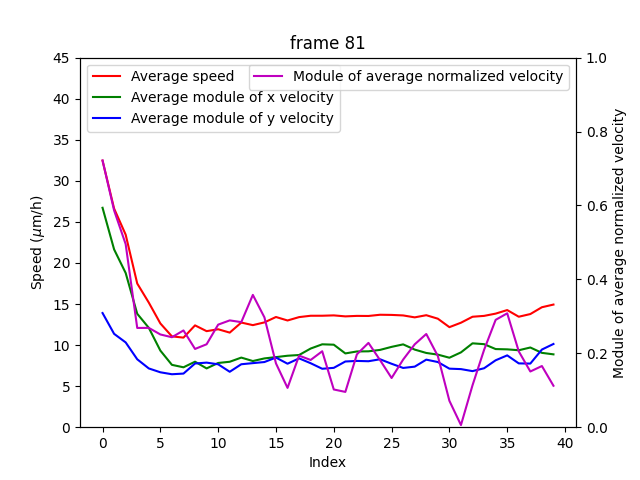 frame 81
Average speed
Average module of x velocity
Average module of y velocity
Module of average normalized velocity
Speed (μm/h)
45
40
35
30
25
20
15
10
5
0
1.0
0.8
0.6
0.4
0.2
0.0
Module of average normalized velocity
0 5 10 15 20 25 30 35 40
Index